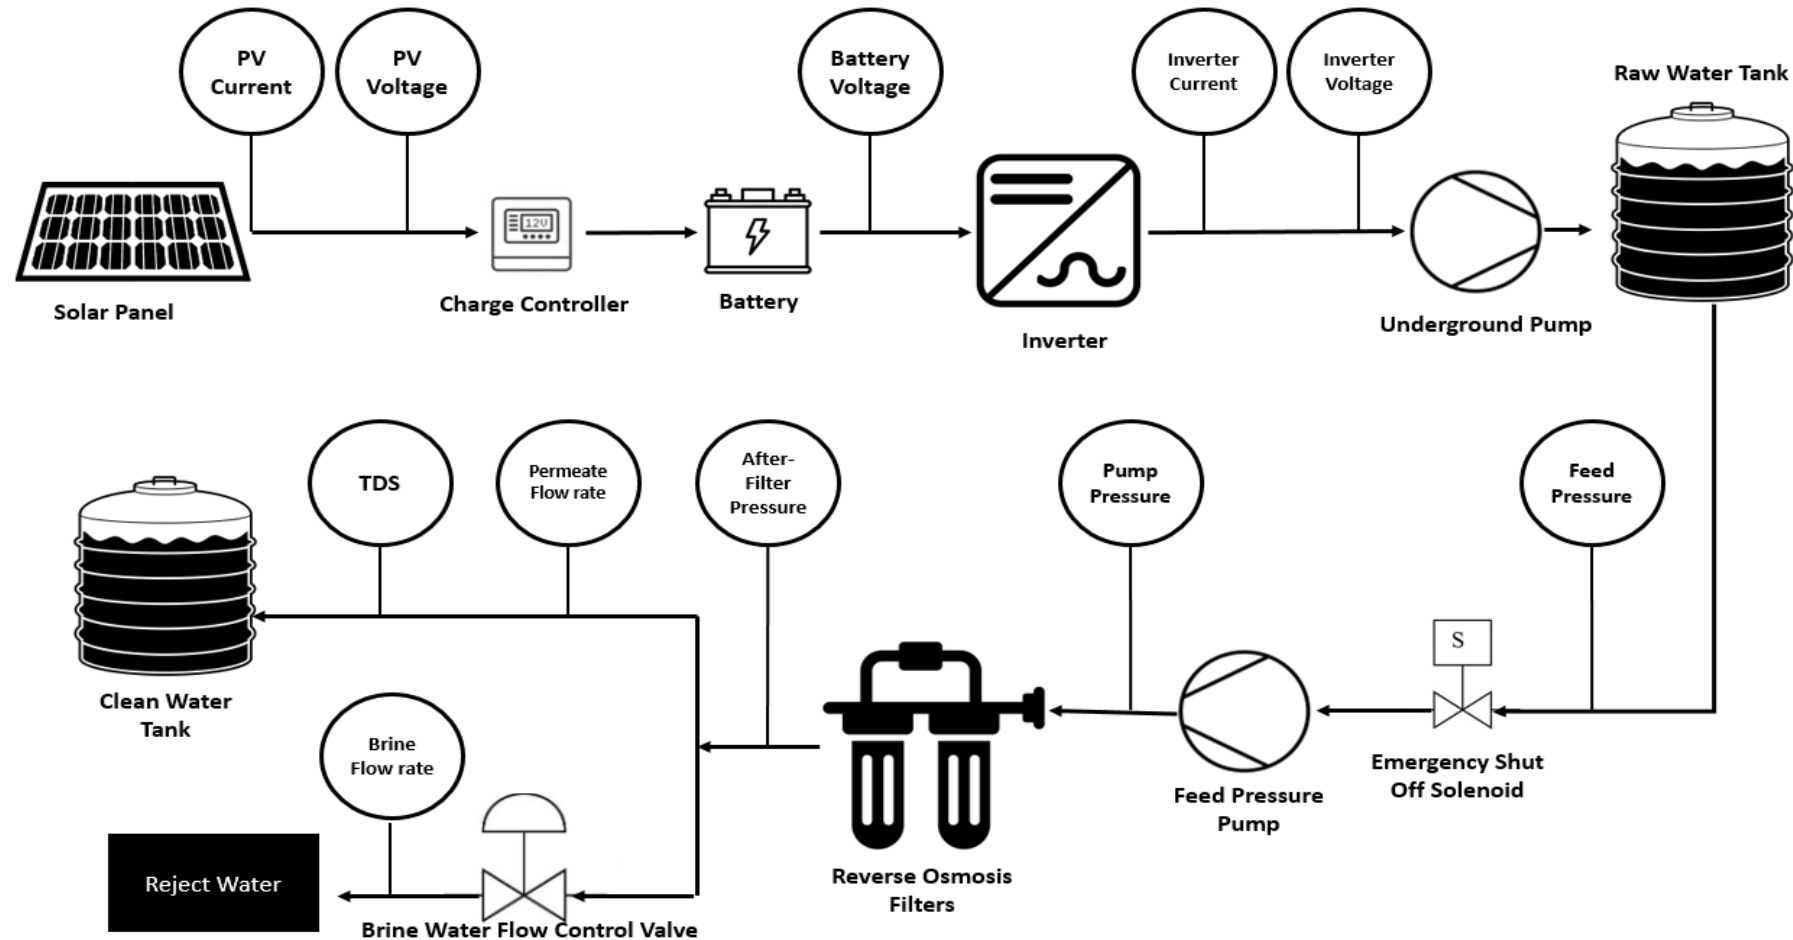 PV
Current
PV
Voltage
Battery
Voltage
Inverter
Current
Inverter
Voltage
Raw Water Tank
12V
Solar Panel
Charge Controller
Battery
Inverter
Underground Pump
TDS
Permeate
Flow rate
After-
Filter
Pressure
Pump
Pressure
Feed
Pressure
S
Clean Water
Tank
Brine
Flow rate
Emergency Shut
Off Solenoid
Feed Pressure
Pump
Reverse Osmosis
Filters
Reject Water
Brine Water Flow Control Valve